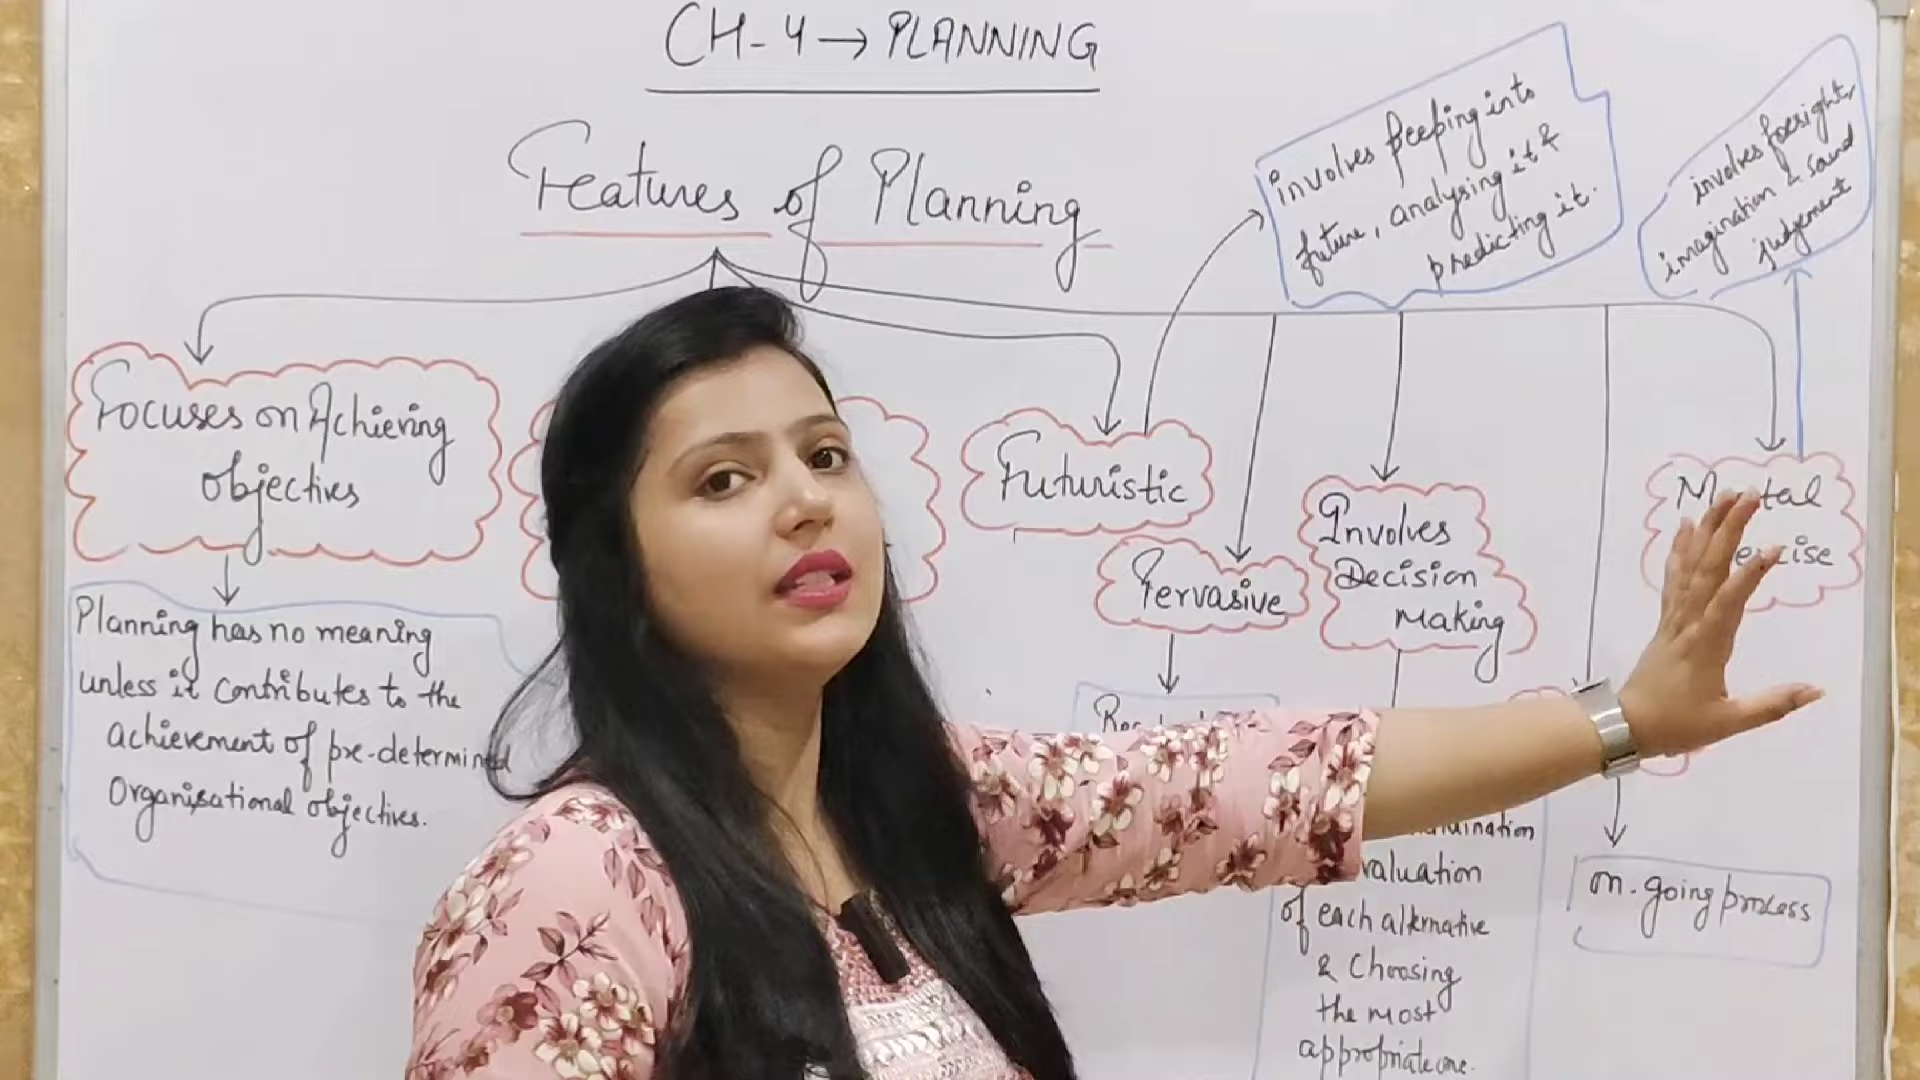 CH-4 → PLANNING
Features of Planning
involves peeping into
future, analysing it &
predicting it.
involves foresight,
imagination & sound
judgement
Focuses on Achieving
Objectives
Planning has no meaning
unless it contributes to the
achievement of pre-determined
Organisational objectives.
Futuristic
Pervasive
Involves
Decision
Making
valuation
of each alternative
& Choosing
the most
appropriate one.
on-going process